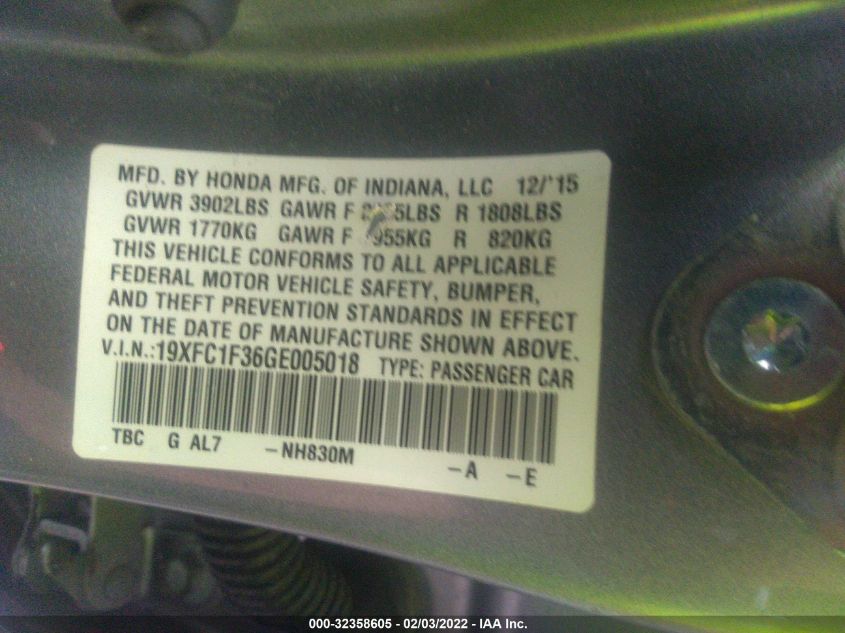 MFD. BY HONDA MFG. OF INDIANA, LLC 12/'15
GVWR 3902LBS GAWR F R 1808LBS
GVWR 1770KG GAWR F R 820KG
THIS VEHICLE CONFORMS TO ALL APPLICABLE
FEDERAL MOTOR VEHICLE SAFETY, BUMPER,
AND THEFT PREVENTION STANDARDS IN EFFECT
ON THE DATE OF MANUFACTURE SHOWN ABOVE.
V.I.N.:19XFC1F36GE005018 TYPE: PASSENGER CAR
TBC G AL7 -NH830M -A -E
000-32358605 - 02/03/2022 - IAA Inc.